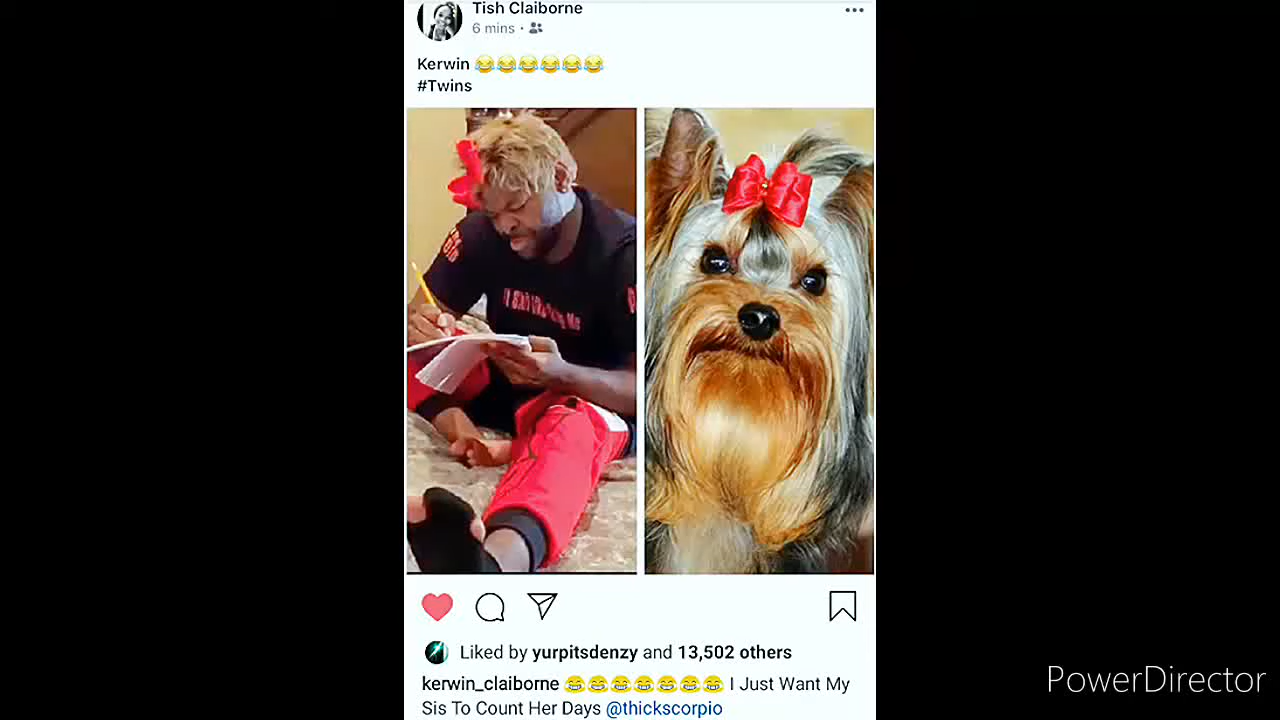 Tish Claiborne
6 mins ·
Kerwin 😂😂😂😂😂😂
#Twins
Liked by yurpitsdenzy and 13,502 others
kerwin_claiborne 😂😂😂😂😂😂😂 I Just Want My
Sis To Count Her Days @thickscorpio
PowerDirector